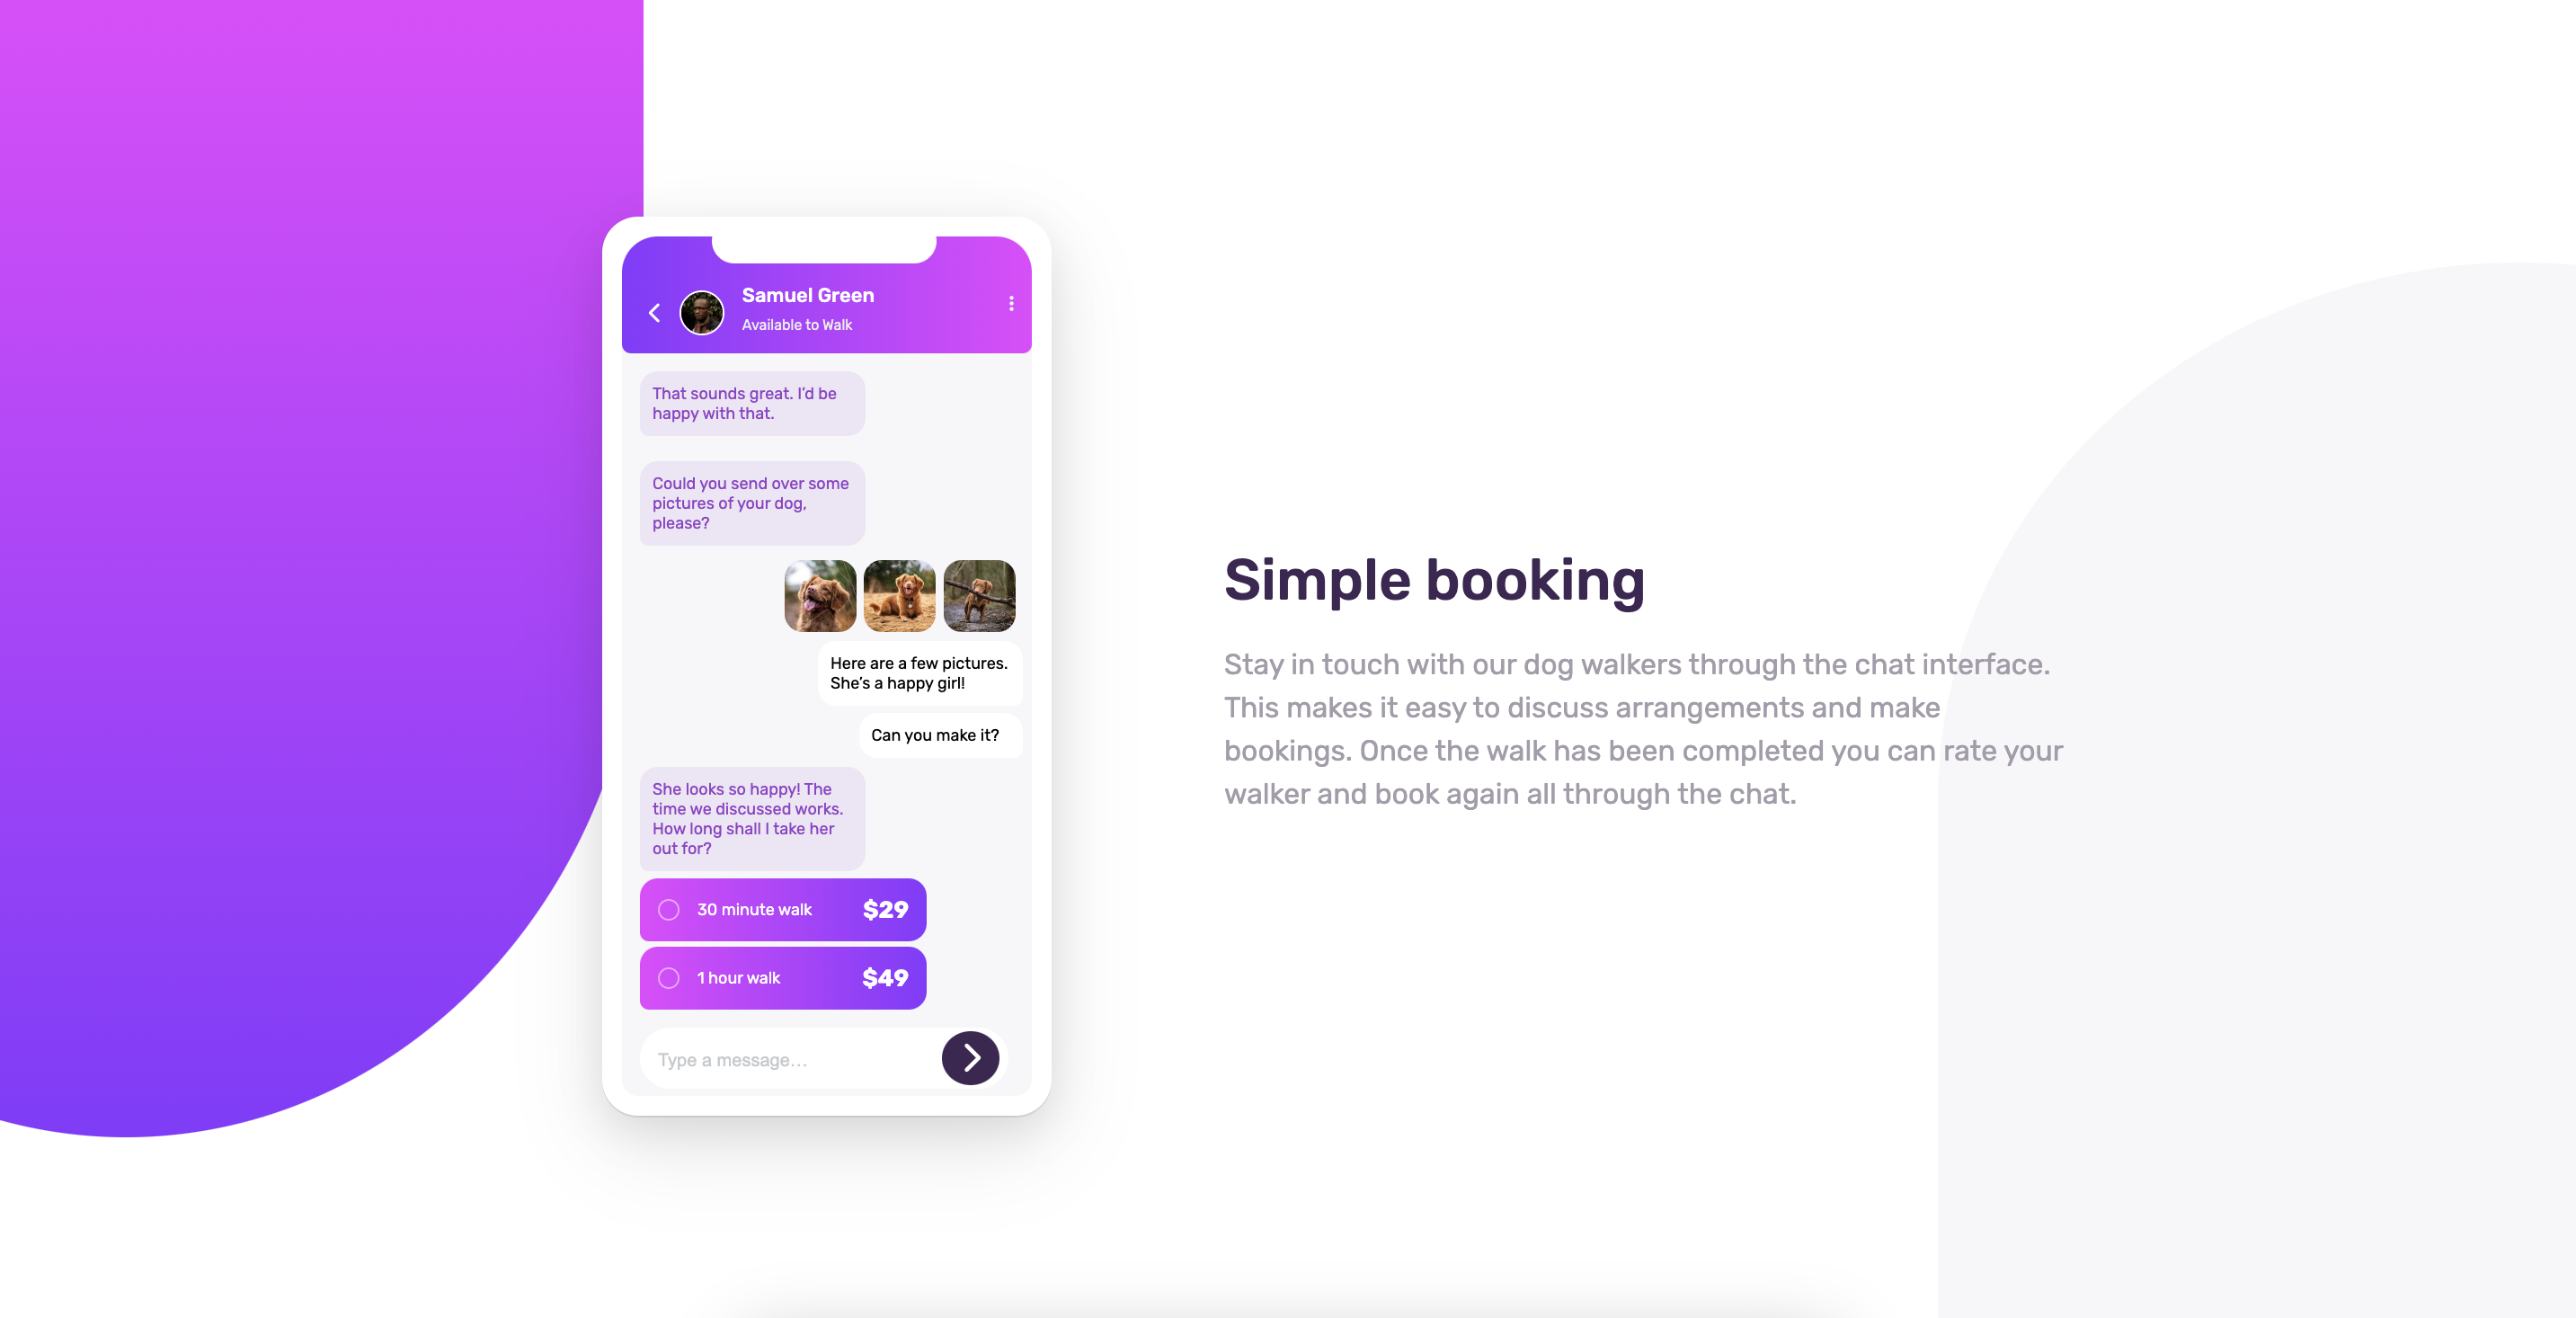 Samuel Green
Available to Walk
That sounds great. I’d be
happy with that.
Could you send over some
pictures of your dog,
please?
Here are a few pictures.
She’s a happy girl!
Can you make it?
She looks so happy! The
time we discussed works.
How long shall I take her
out for?
30 minute walk $29
1 hour walk $49
Type a message…
Simple booking
Stay in touch with our dog walkers through the chat interface.
This makes it easy to discuss arrangements and make
bookings. Once the walk has been completed you can rate your
walker and book again all through the chat.